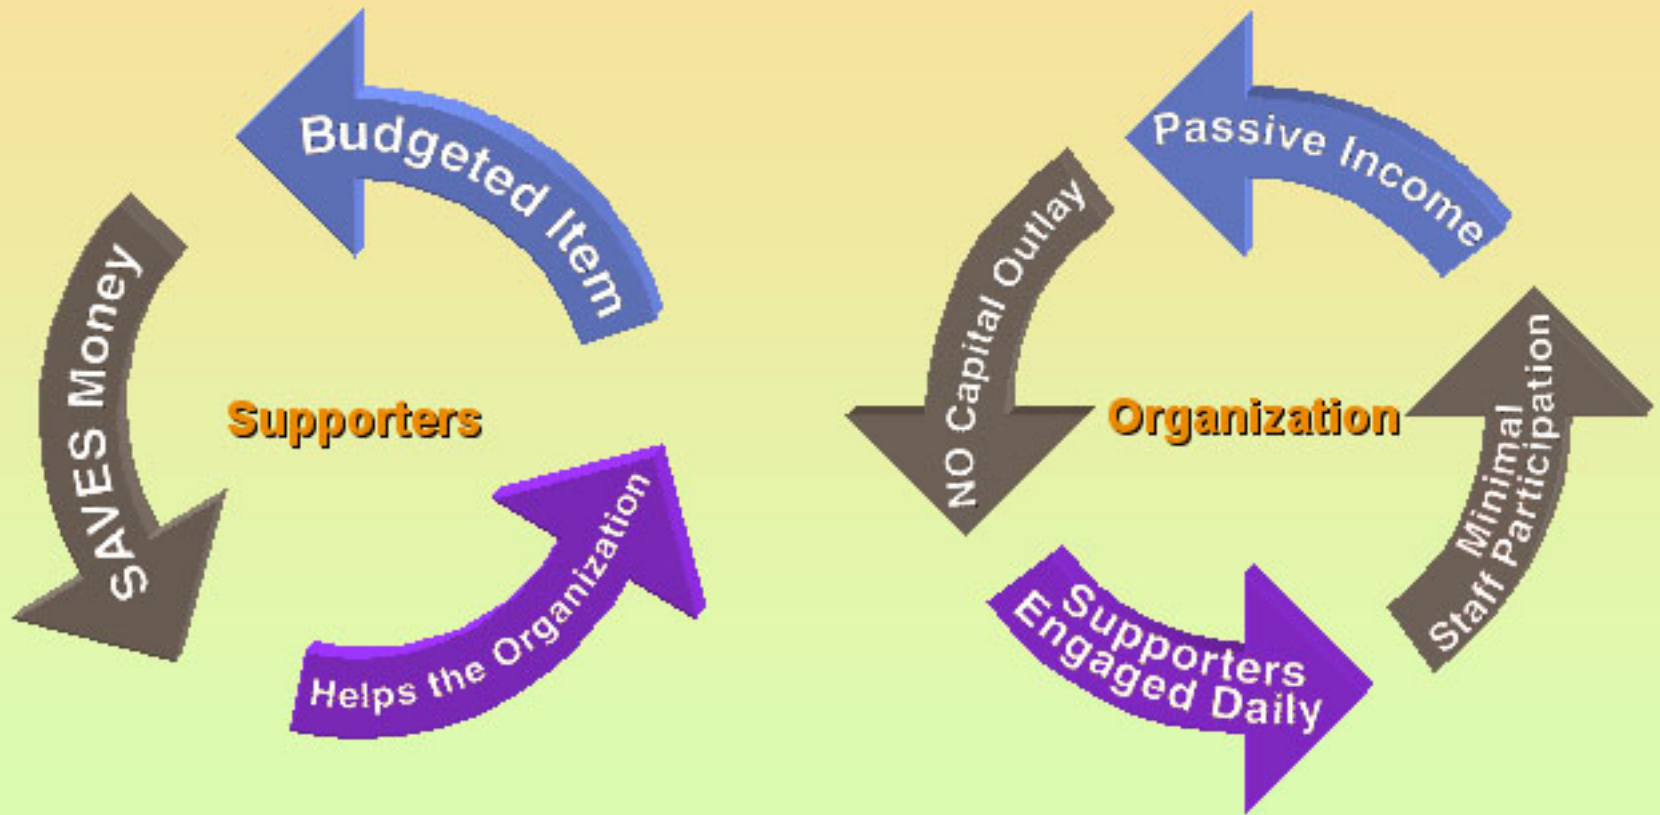 Budgeted Item
SAVES Money
Supporters
Helps the Organization
Passive Income
NO Capital Outlay
Organization
Minimal
Staff Participation
Supporters
Engaged Daily